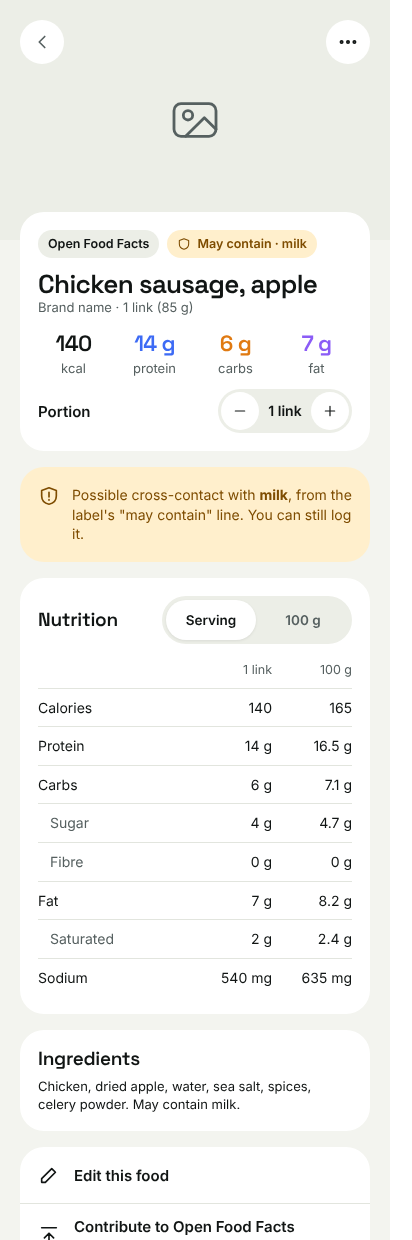 Open Food Facts
May contain · milk
Chicken sausage, apple
Brand name · 1 link (85 g)
140 14 g 6 g 7 g
kcal protein carbs fat
Portion 1 link
Possible cross-contact with milk, from the
label's "may contain" line. You can still log
it.
Nutrition Serving 100 g
1 link 100 g
Calories 140 165
Protein 14 g 16.5 g
Carbs 6 g 7.1 g
Sugar 4 g 4.7 g
Fibre 0 g 0 g
Fat 7 g 8.2 g
Saturated 2 g 2.4 g
Sodium 540 mg 635 mg
Ingredients
Chicken, dried apple, water, sea salt, spices,
celery powder. May contain milk.
Edit this food
Contribute to Open Food Facts